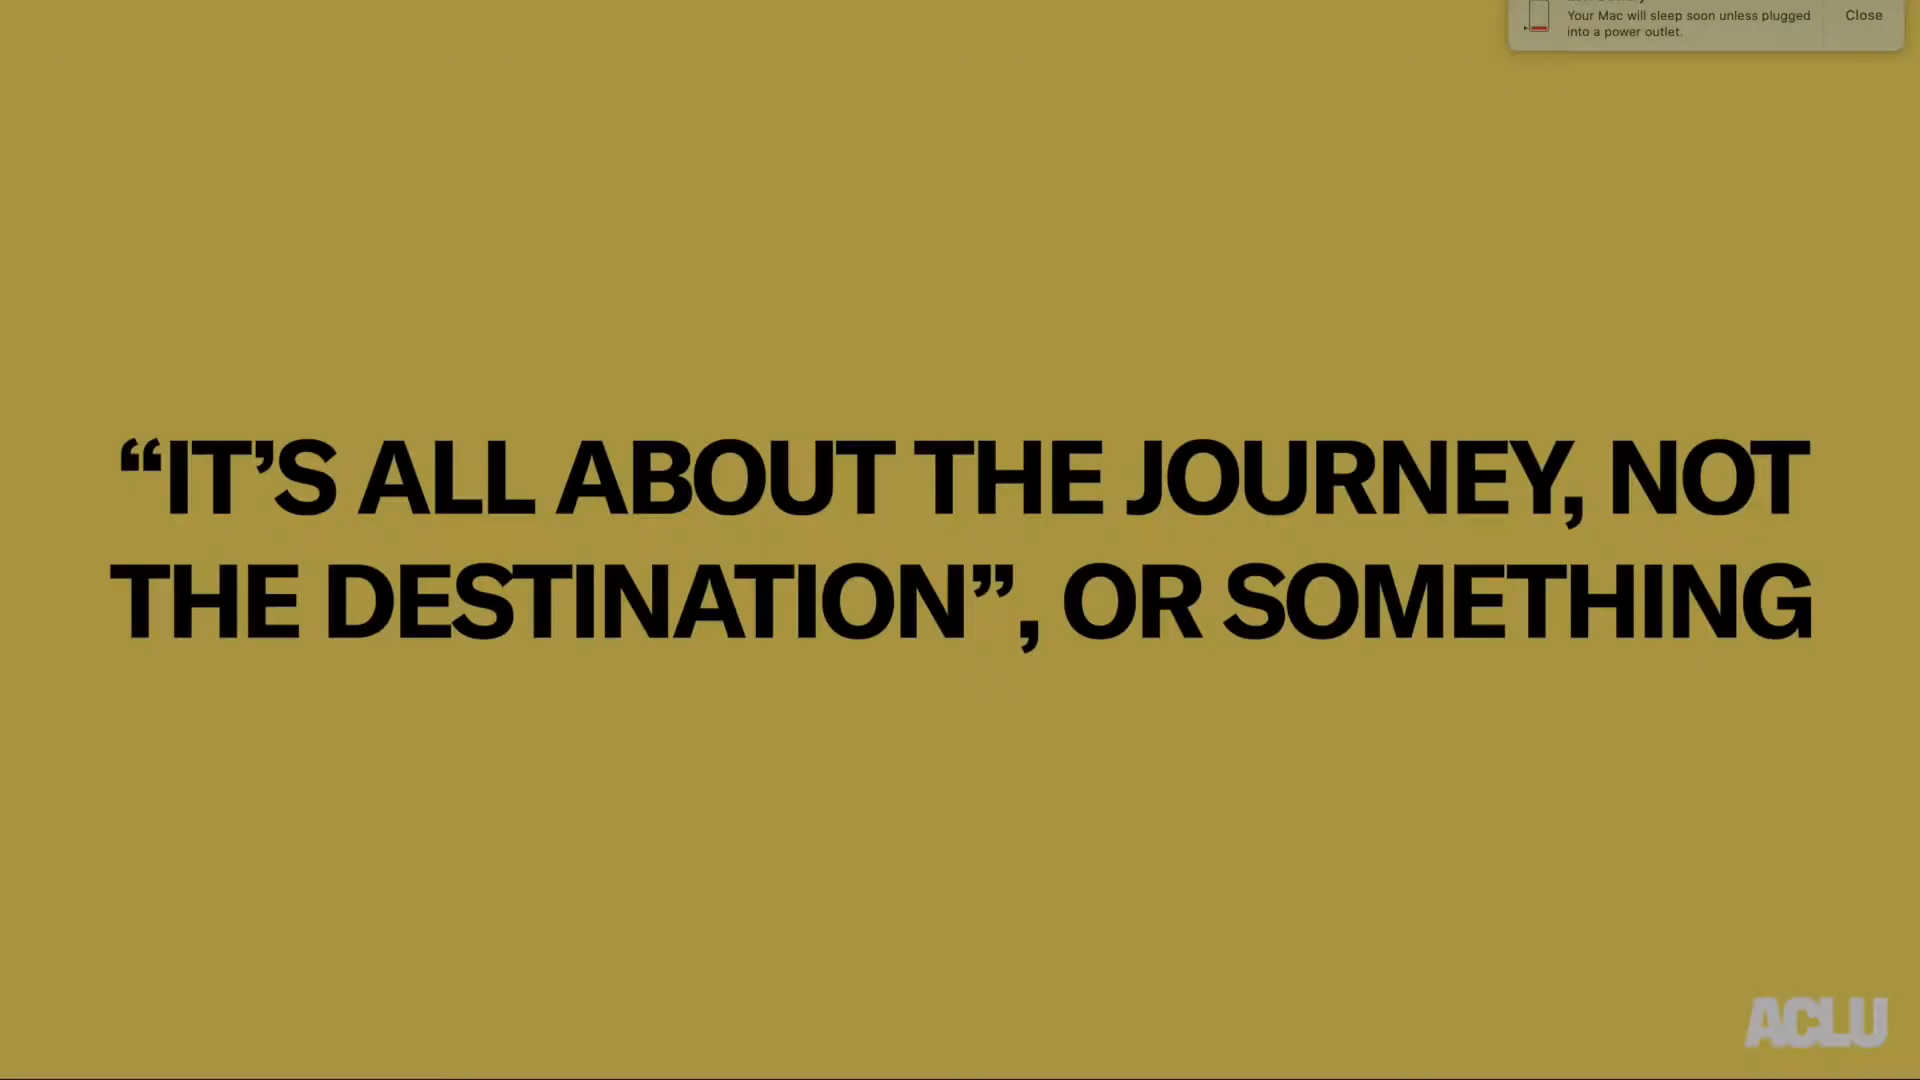 Your Mac will sleep soon unless plugged
into a power outlet.
Close
“IT’S ALL ABOUT THE JOURNEY, NOT
THE DESTINATION”, OR SOMETHING
ACLU